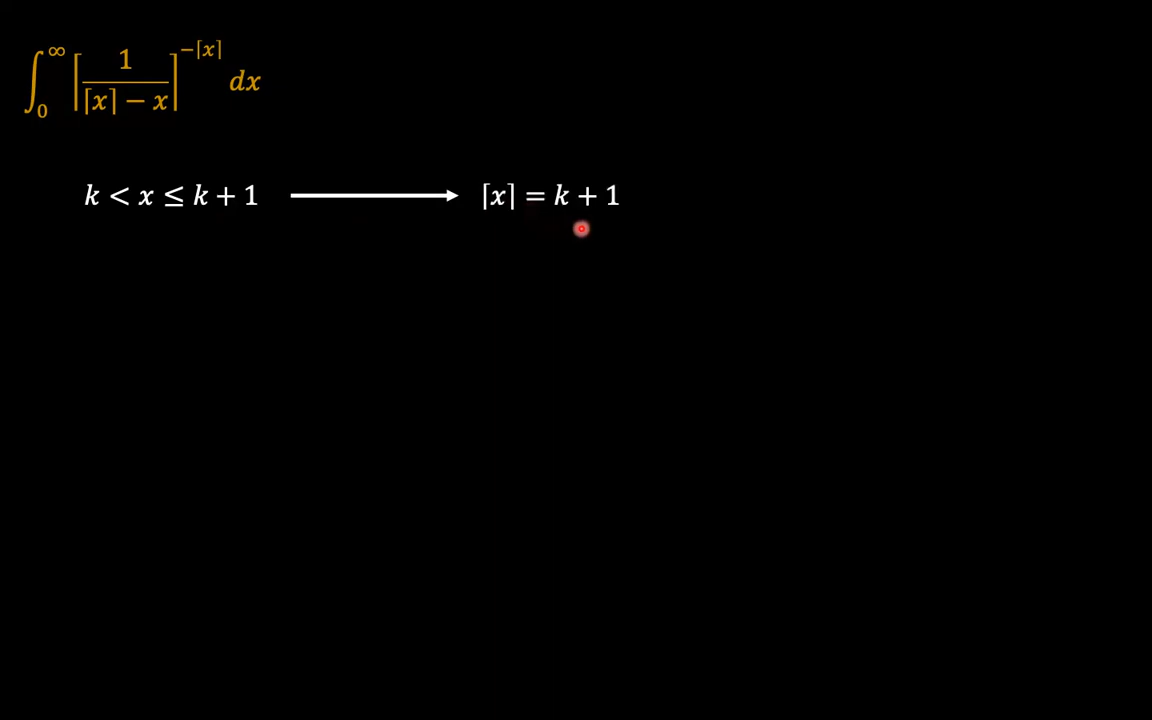 ∫₀^∞ ⌈1/(⌈x⌉ − x)⌉^(−⌈x⌉) dx
k < x ≤ k + 1 ⟶ ⌈x⌉ = k + 1